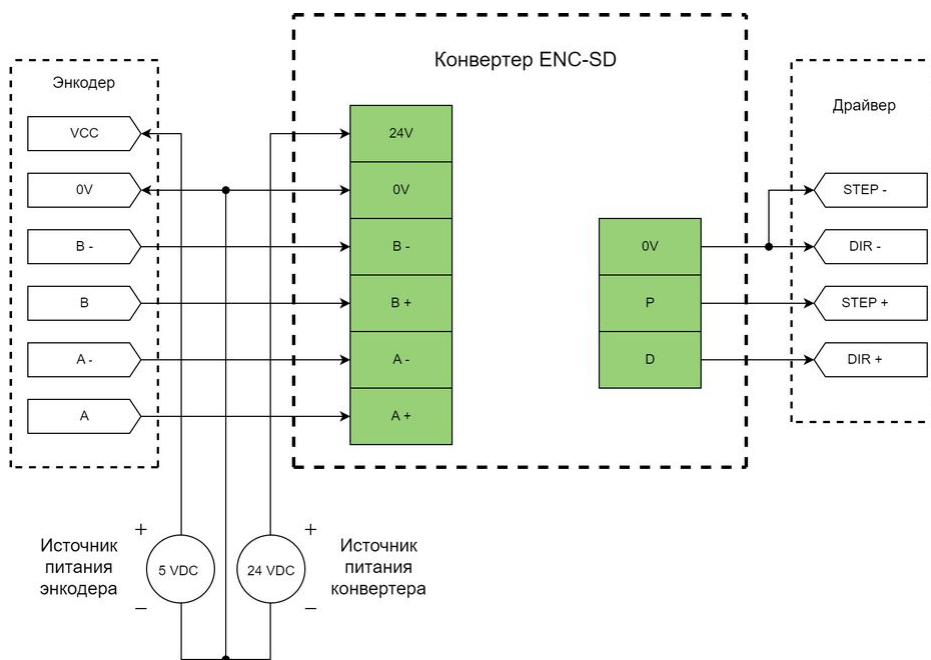 Конвертер ENC-SD
Энкодер
VCC
0V
B -
B
A -
A
24V
0V
B -
B +
A -
A +
0V
P
D
Драйвер
STEP -
DIR -
STEP +
DIR +
Источник
питания
энкодера
+
5 VDC
–
24 VDC
+
–
Источник
питания
конвертера